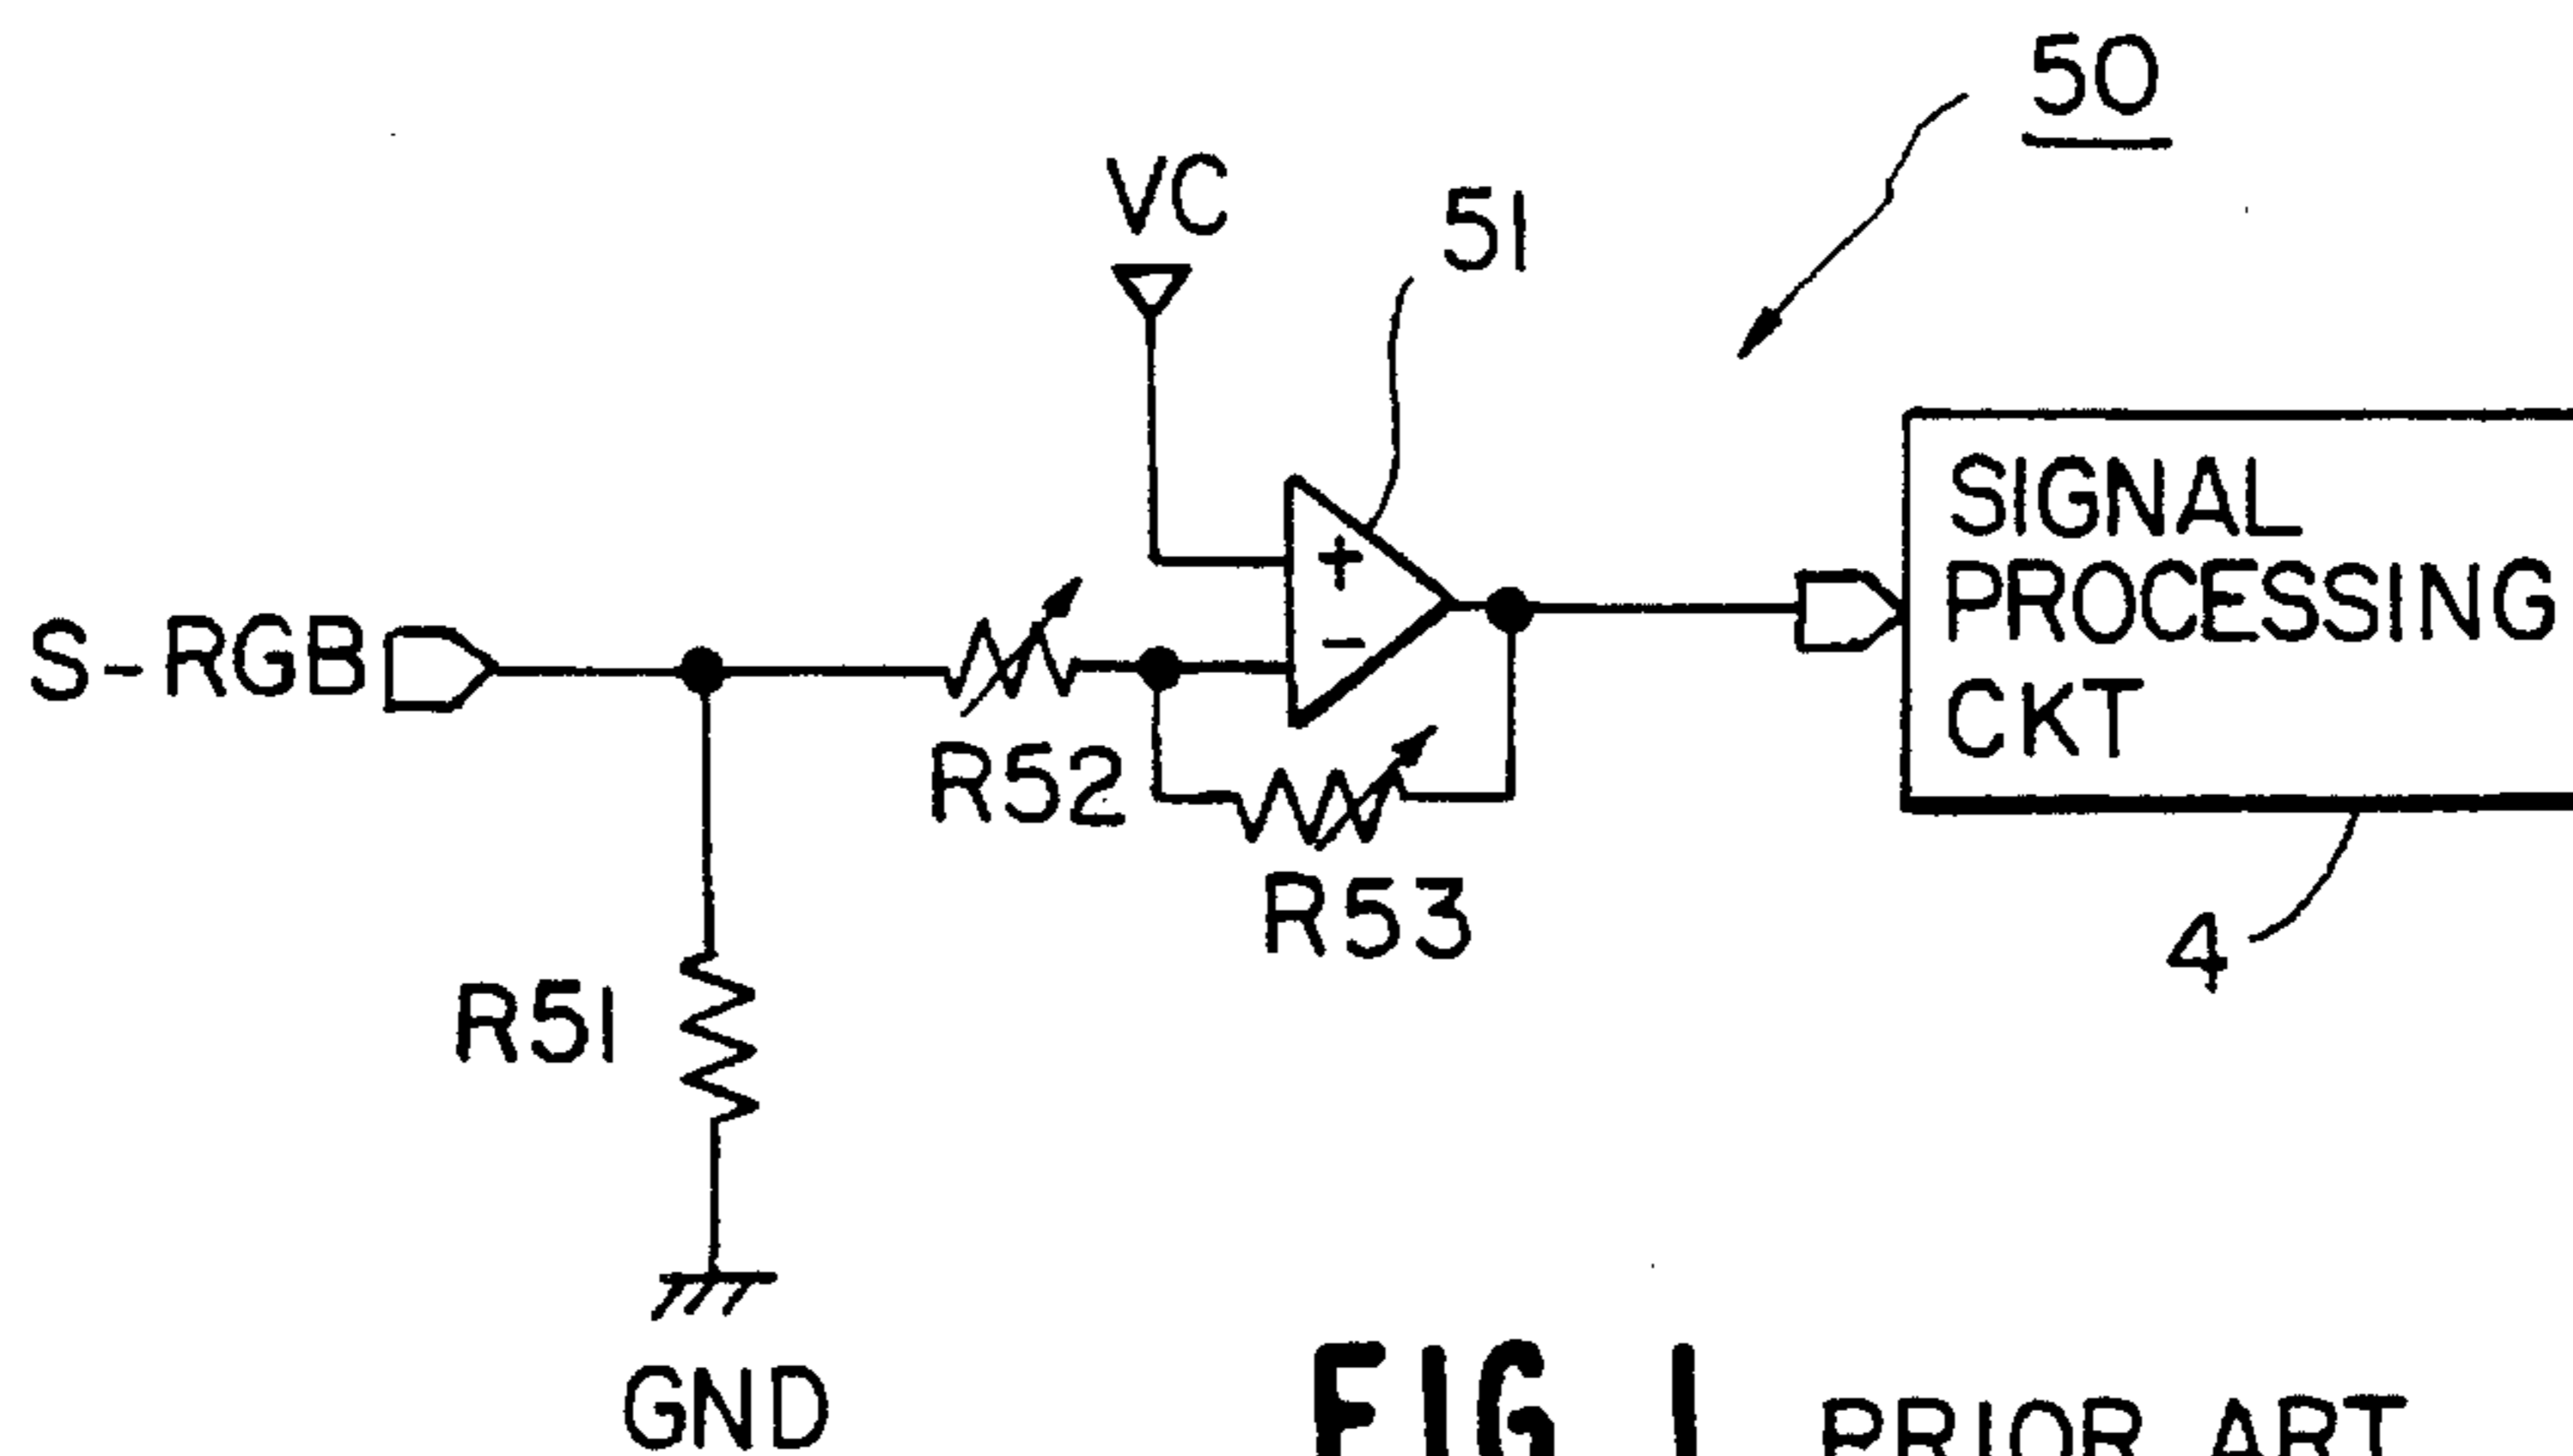 50
VC
51
S-RGB
+
-
SIGNAL
PROCESSING
CKT
R52
R53
4
R51
GND
FIG. 1 PRIOR ART